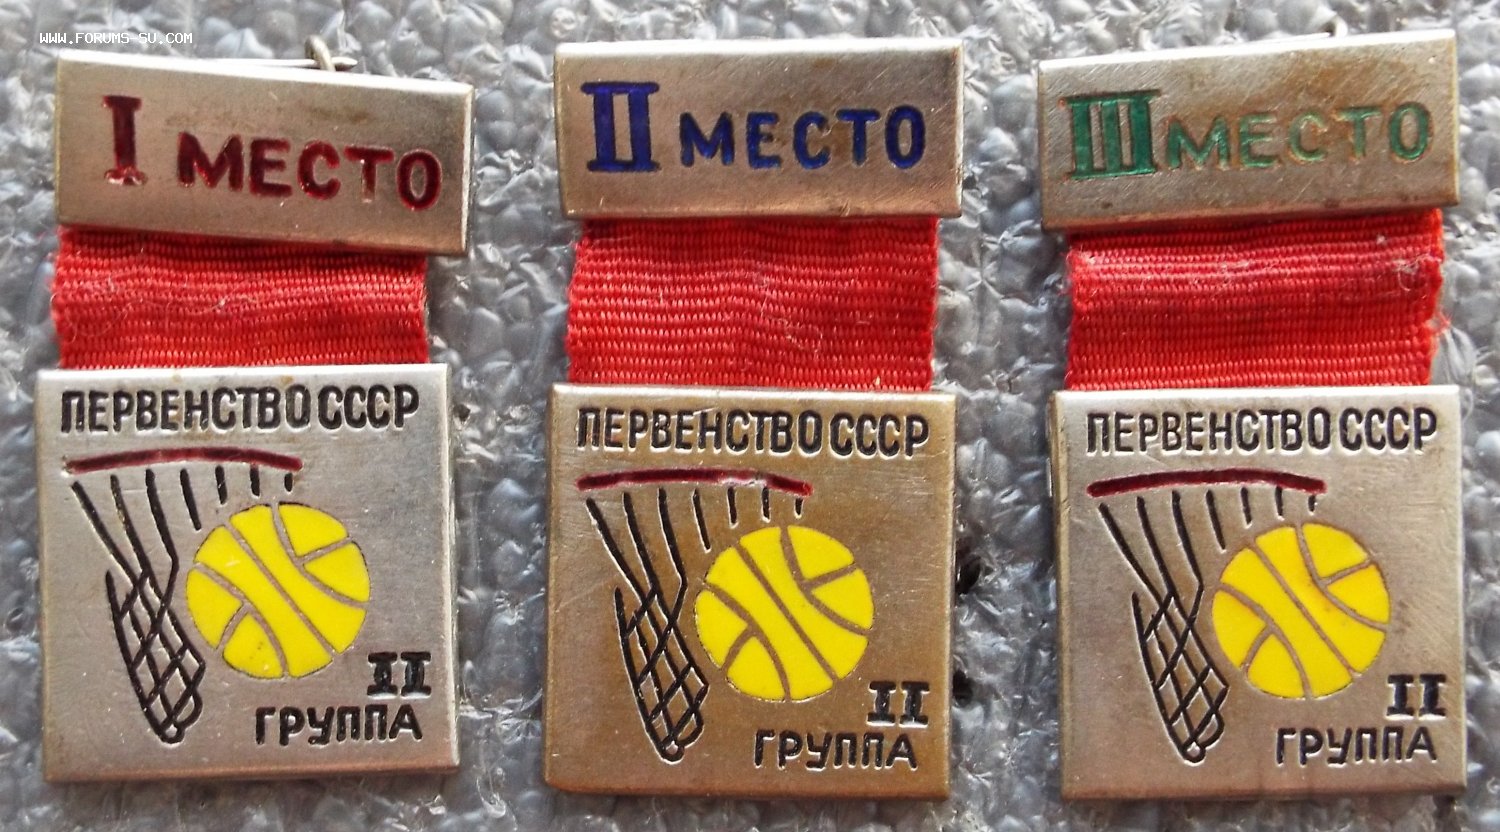 WWW.FORUMS-SU.COM
I МЕСТО
ПЕРВЕНСТВО СССР
II
ГРУППА
II МЕСТО
ПЕРВЕНСТВО СССР
II
ГРУППА
III МЕСТО
ПЕРВЕНСТВО СССР
II
ГРУППА